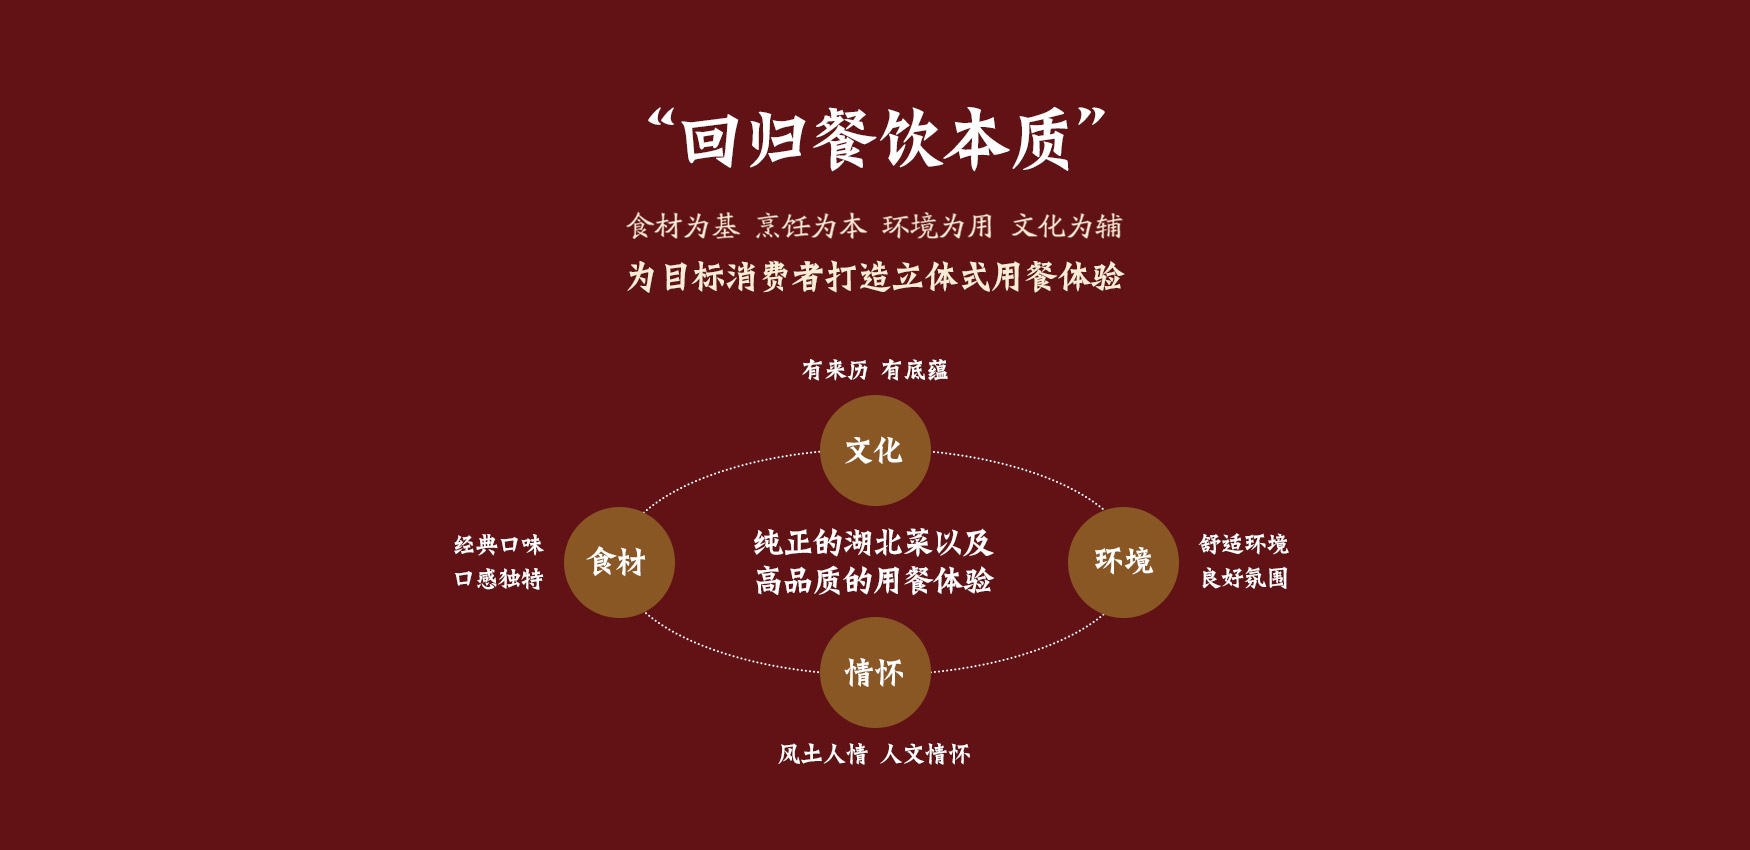 “回归餐饮本质”
食材为基 烹饪为本 环境为用 文化为辅
为目标消费者打造立体式用餐体验
有来历 有底蕴
文化
经典口味
口感独特
食材
纯正的湖北菜以及
高品质的用餐体验
环境
舒适环境
良好氛围
情怀
风土人情 人文情怀